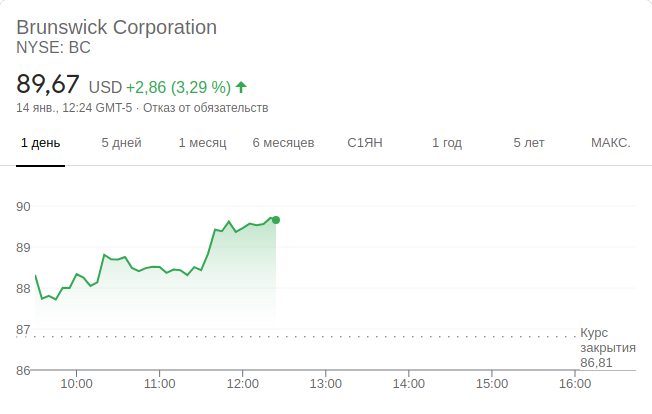 Brunswick Corporation
NYSE: BC
89,67 USD +2,86 (3,29 %)
14 янв., 12:24 GMT-5 · Отказ от обязательств
1 день 5 дней 1 месяц 6 месяцев С1ЯН 1 год 5 лет МАКС.
90
89
88
87
Курс
закрытия
86,81
86
10:00 11:00 12:00 13:00 14:00 15:00 16:00